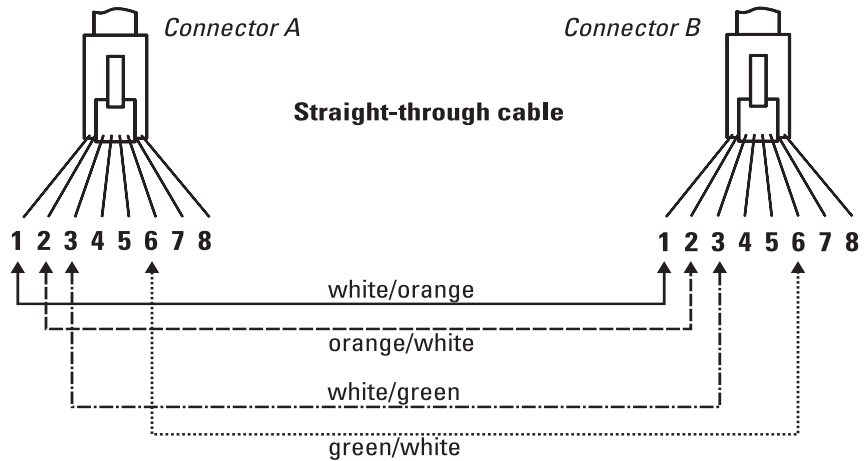 Connector A
Connector B
Straight-through cable
1 2 3 4 5 6 7 8
1 2 3 4 5 6 7 8
white/orange
orange/white
white/green
green/white